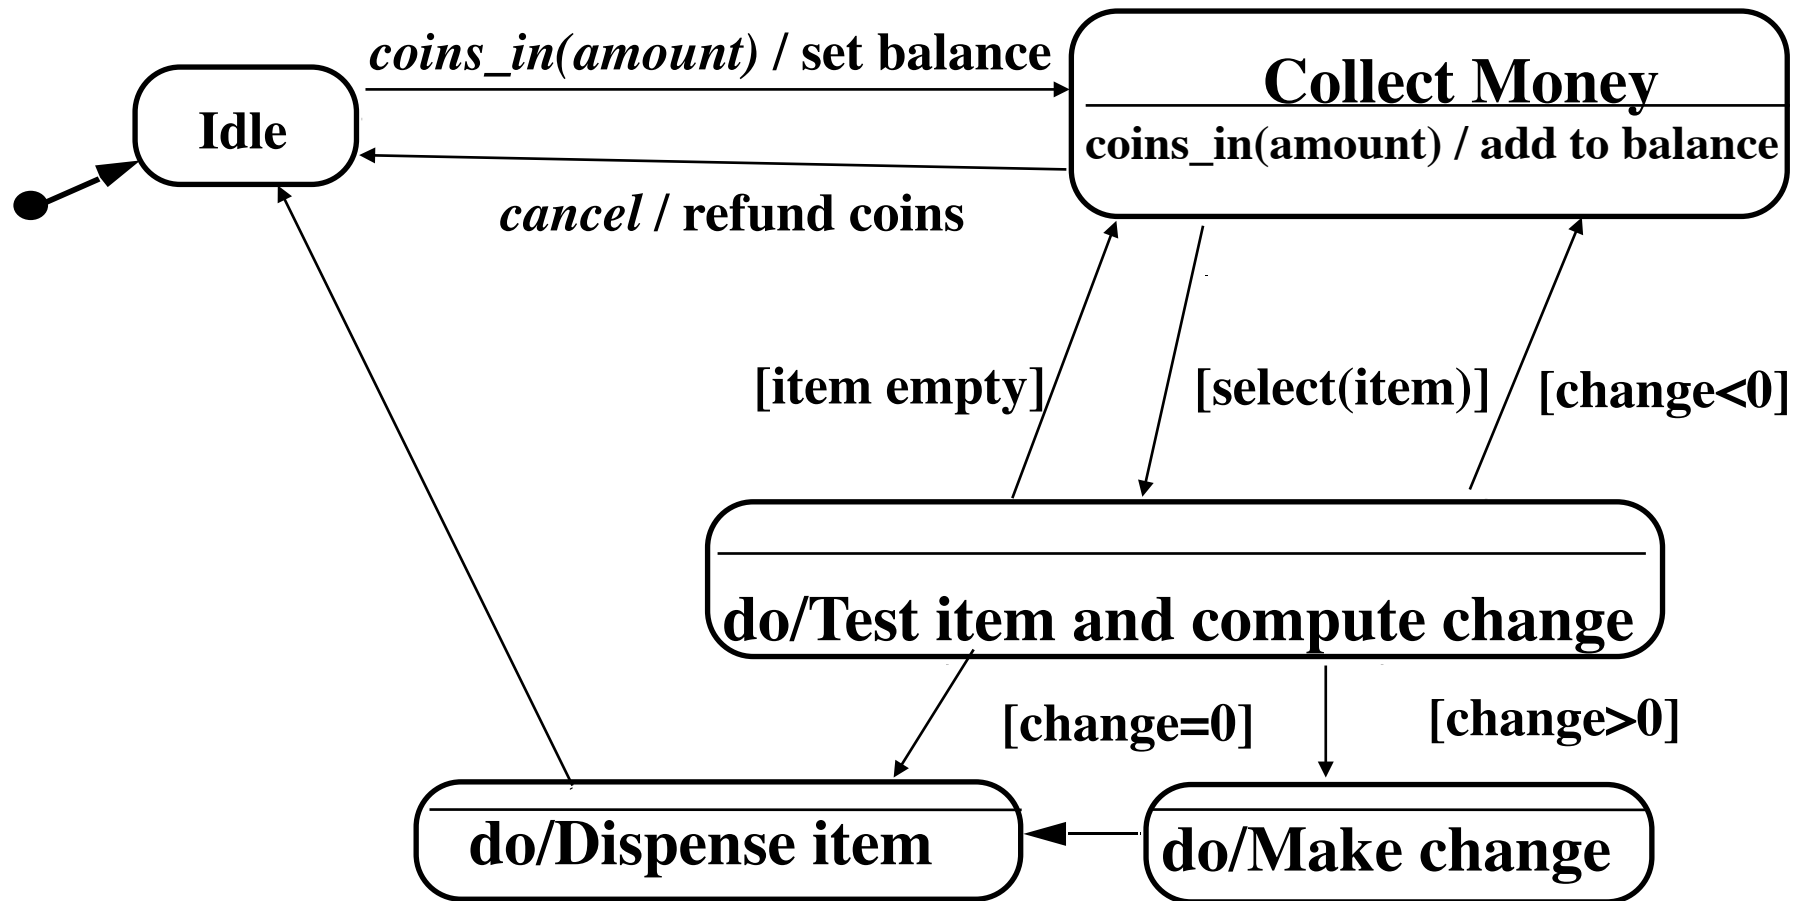 coins_in(amount) / set balance
Collect Money
Idle
coins_in(amount) / add to balance
cancel / refund coins
[item empty]
[select(item)]
[change<0]
do/Test item and compute change
[change=0]
[change>0]
do/Dispense item
do/Make change